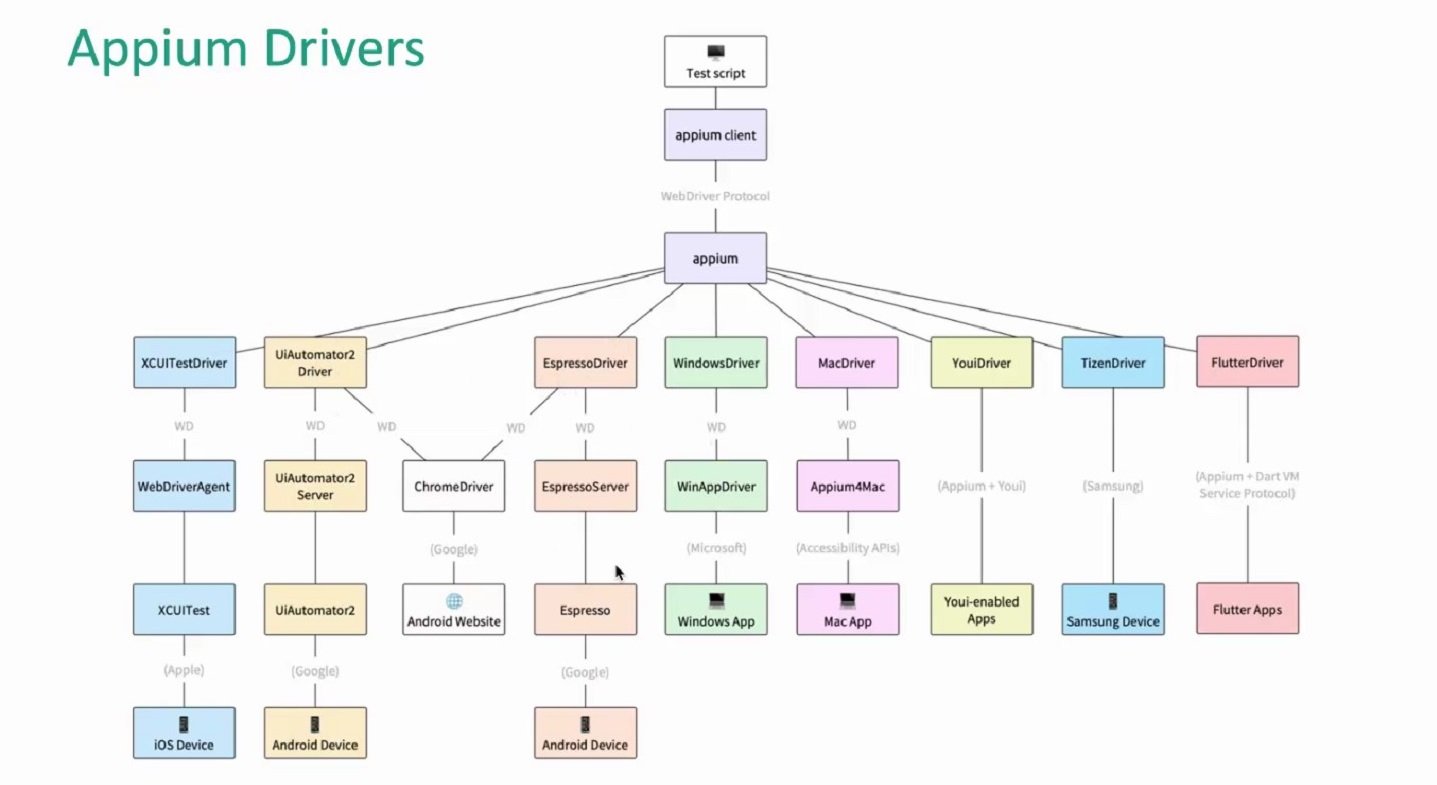 Appium Drivers
Test script
appium client
WebDriver Protocol
appium
XCUITestDriver
UiAutomator2
Driver
EspressoDriver
WindowsDriver
MacDriver
YouiDriver
TizenDriver
FlutterDriver
WD
WD
WD
WD
WD
WD
WD
WebDriverAgent
UiAutomator2
Server
ChromeDriver
EspressoServer
WinAppDriver
Appium4Mac
(Appium + Youi)
(Samsung)
(Appium + Dart VM
Service Protocol)
(Google)
(Microsoft)
(Accessibility APIs)
XCUITest
UiAutomator2
Android Website
Espresso
Windows App
Mac App
Youi-enabled
Apps
Samsung Device
Flutter Apps
(Apple)
(Google)
(Google)
iOS Device
Android Device
Android Device